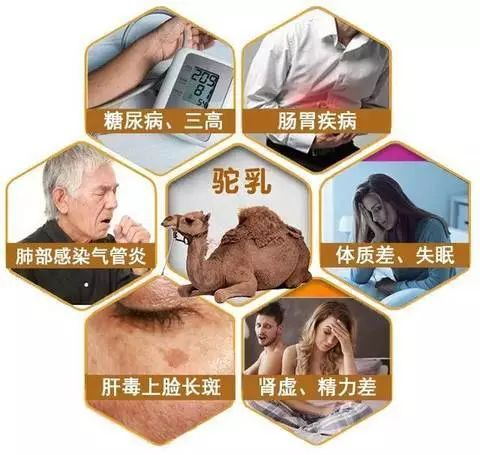 糖尿病、三高
肠胃疾病
肺部感染气管炎
驼乳
体质差、失眠
肝毒上脸长斑
肾虚、精力差